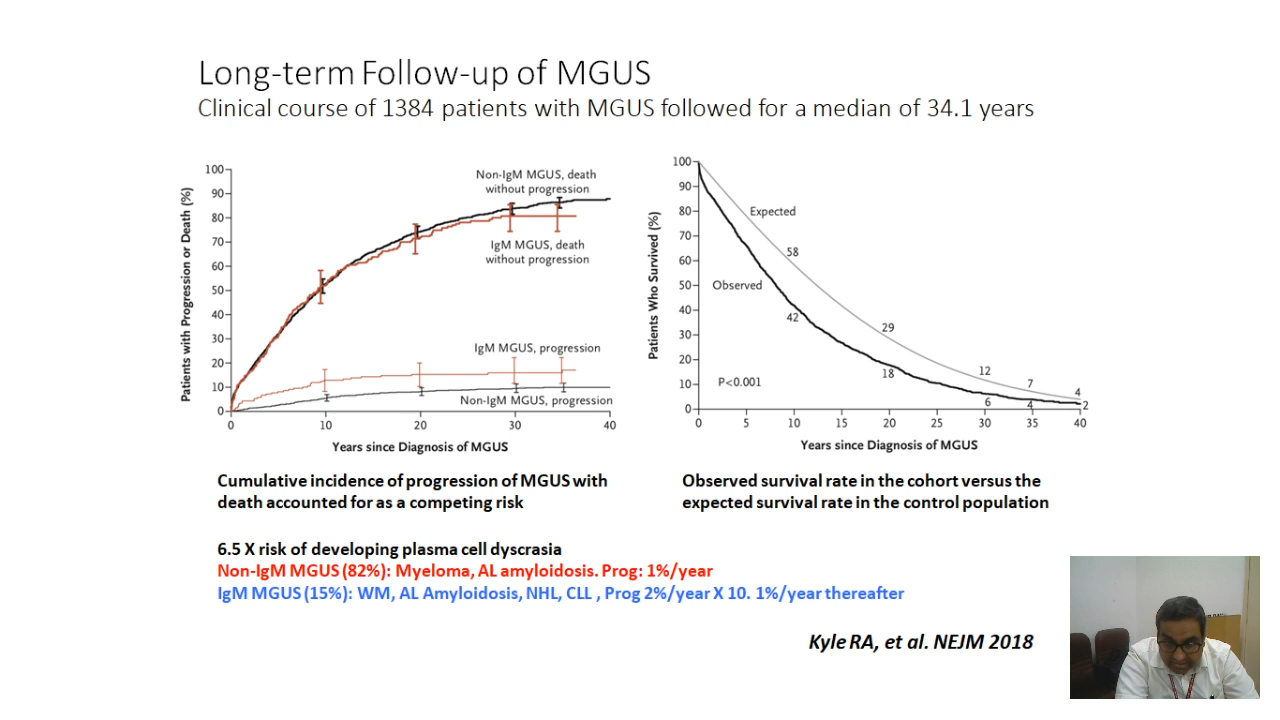 Long-term Follow-up of MGUS
Clinical course of 1384 patients with MGUS followed for a median of 34.1 years
Patients with Progression or Death (%)
100
90
80
70
60
50
40
30
20
10
0
Non-IgM MGUS, death
without progression
IgM MGUS, death
without progression
IgM MGUS, progression
Non-IgM MGUS, progression
0 10 20 30 40
Years since Diagnosis of MGUS
Patients Who Survived (%)
100
90
80
70
60
50
40
30
20
10
0
Expected
58
Observed
42
29
18
12
6
7
4
4
2
P<0.001
0 5 10 15 20 25 30 35 40
Years since Diagnosis of MGUS
Cumulative incidence of progression of MGUS with
death accounted for as a competing risk
Observed survival rate in the cohort versus the
expected survival rate in the control population
6.5 X risk of developing plasma cell dyscrasia
Non-IgM MGUS (82%): Myeloma, AL amyloidosis. Prog: 1%/year
IgM MGUS (15%): WM, AL Amyloidosis, NHL, CLL , Prog 2%/year X 10. 1%/year thereafter
Kyle RA, et al. NEJM 2018